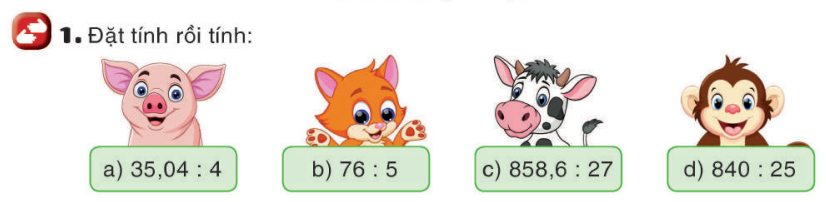 1. Đặt tính rồi tính:
a) 35,04 : 4
b) 76 : 5
c) 858,6 : 27
d) 840 : 25